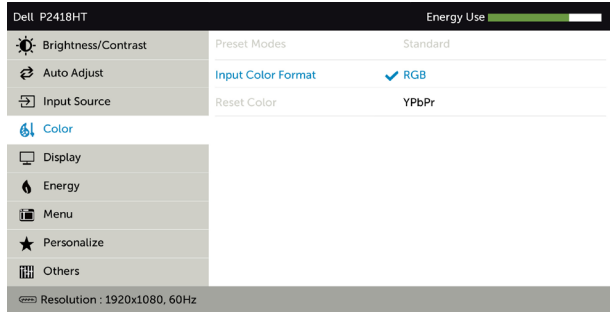 Dell P2418HT Energy Use
Brightness/Contrast Preset Modes Standard
Auto Adjust Input Color Format RGB
Input Source Reset Color YPbPr
Color
Display
Energy
Menu
Personalize
Others
Resolution : 1920x1080, 60Hz